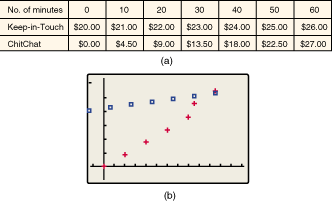 No. of minutes 0 10 20 30 40 50 60
Keep-in-Touch $20.00 $21.00 $22.00 $23.00 $24.00 $25.00 $26.00
ChitChat $0.00 $4.50 $9.00 $13.50 $18.00 $22.50 $27.00
(a)
(b)